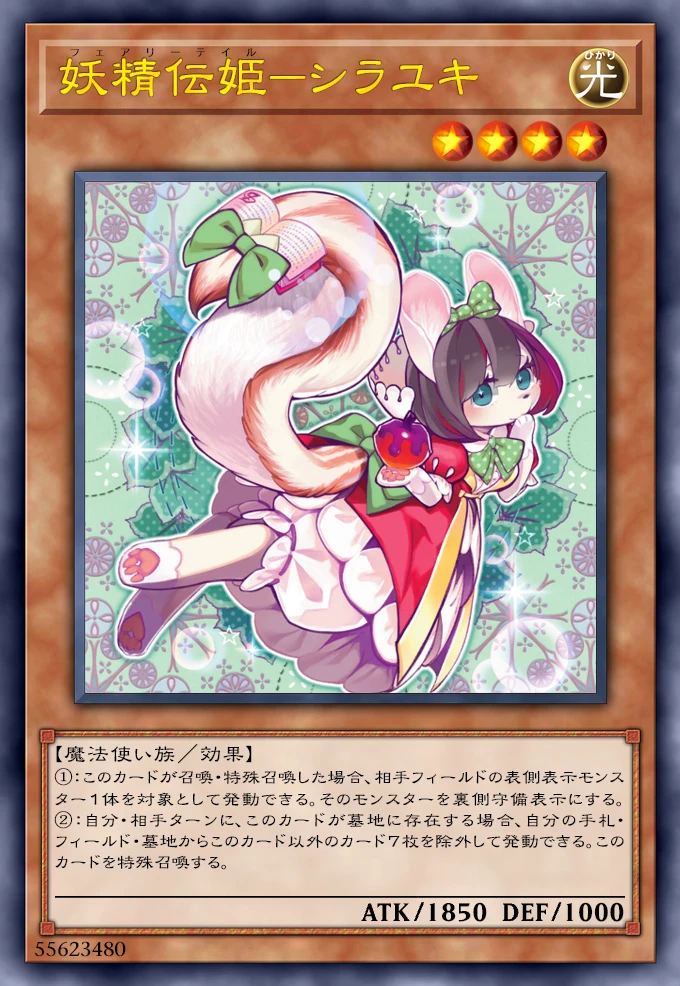 フェアリーテイル
妖精伝姫－シラユキ
ひかり
光
【魔法使い族／効果】
①：このカードが召喚・特殊召喚した場合、相手フィールドの表側表示モンス
ター１体を対象として発動できる。そのモンスターを裏側守備表示にする。
②：自分・相手ターンに、このカードが墓地に存在する場合、自分の手札・
フィールド・墓地からこのカード以外のカード７枚を除外して発動できる。この
カードを特殊召喚する。
ATK/1850 DEF/1000
55623480